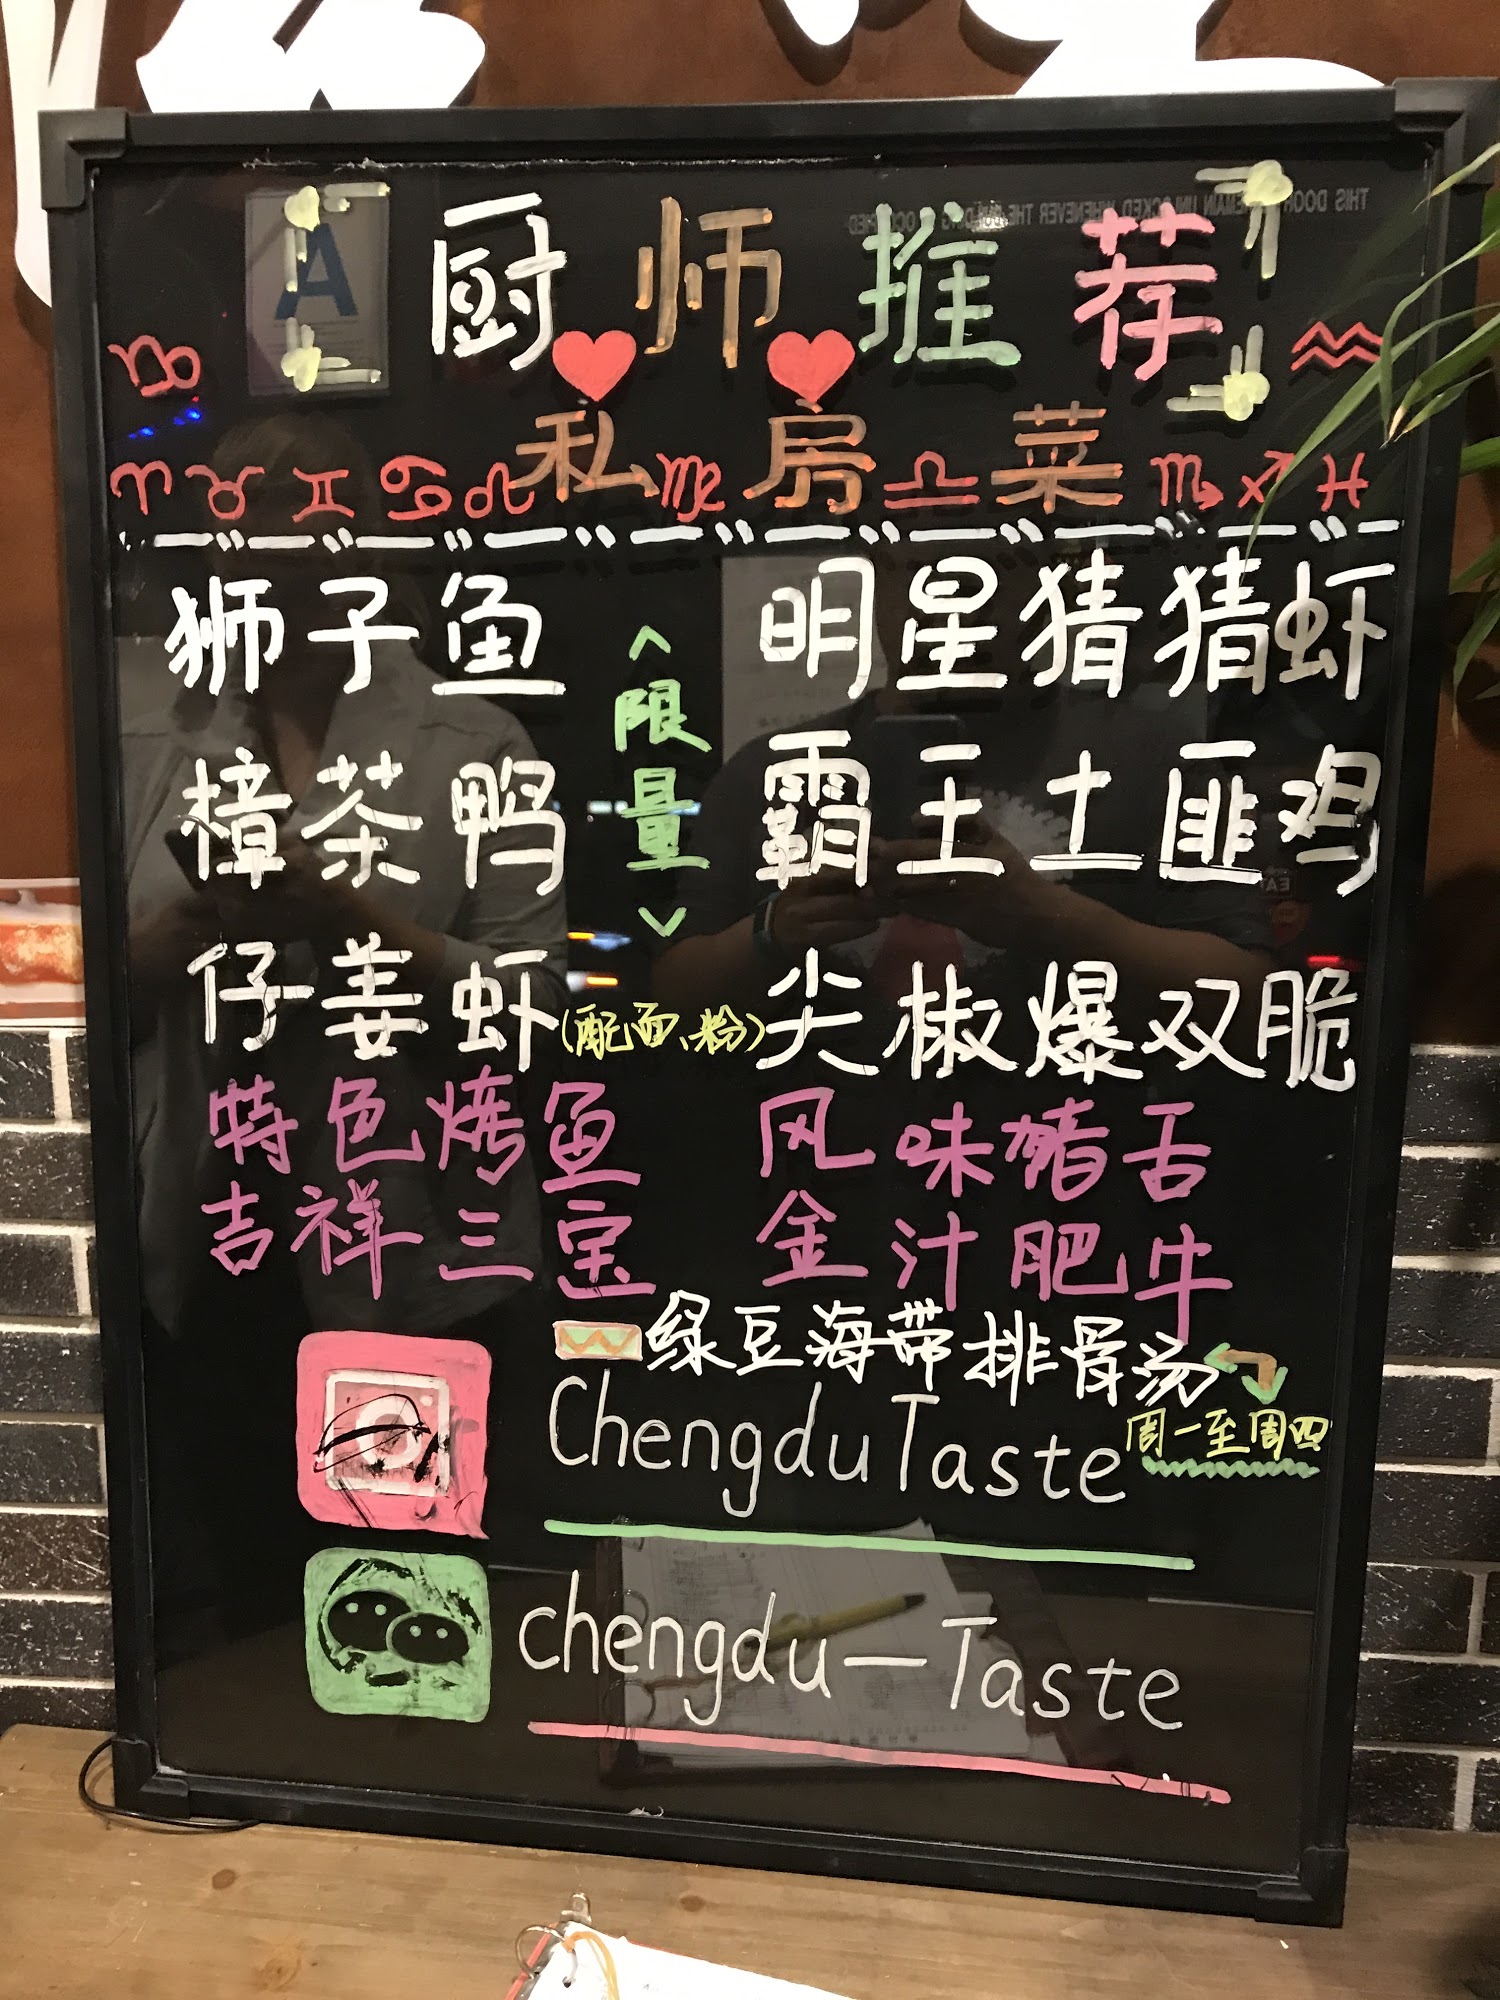 厨师推荐
私房菜
狮子鱼 明星猜猜虾
<限量>
樟茶鸭 霸王土匪鸡
仔姜虾(配面、粉) 尖椒爆双脆
特色烤鱼 风味猪舌
吉祥三宝 金汁肥牛
绿豆海带排骨汤
周一至周四
ChengduTaste
chengdu—Taste
A